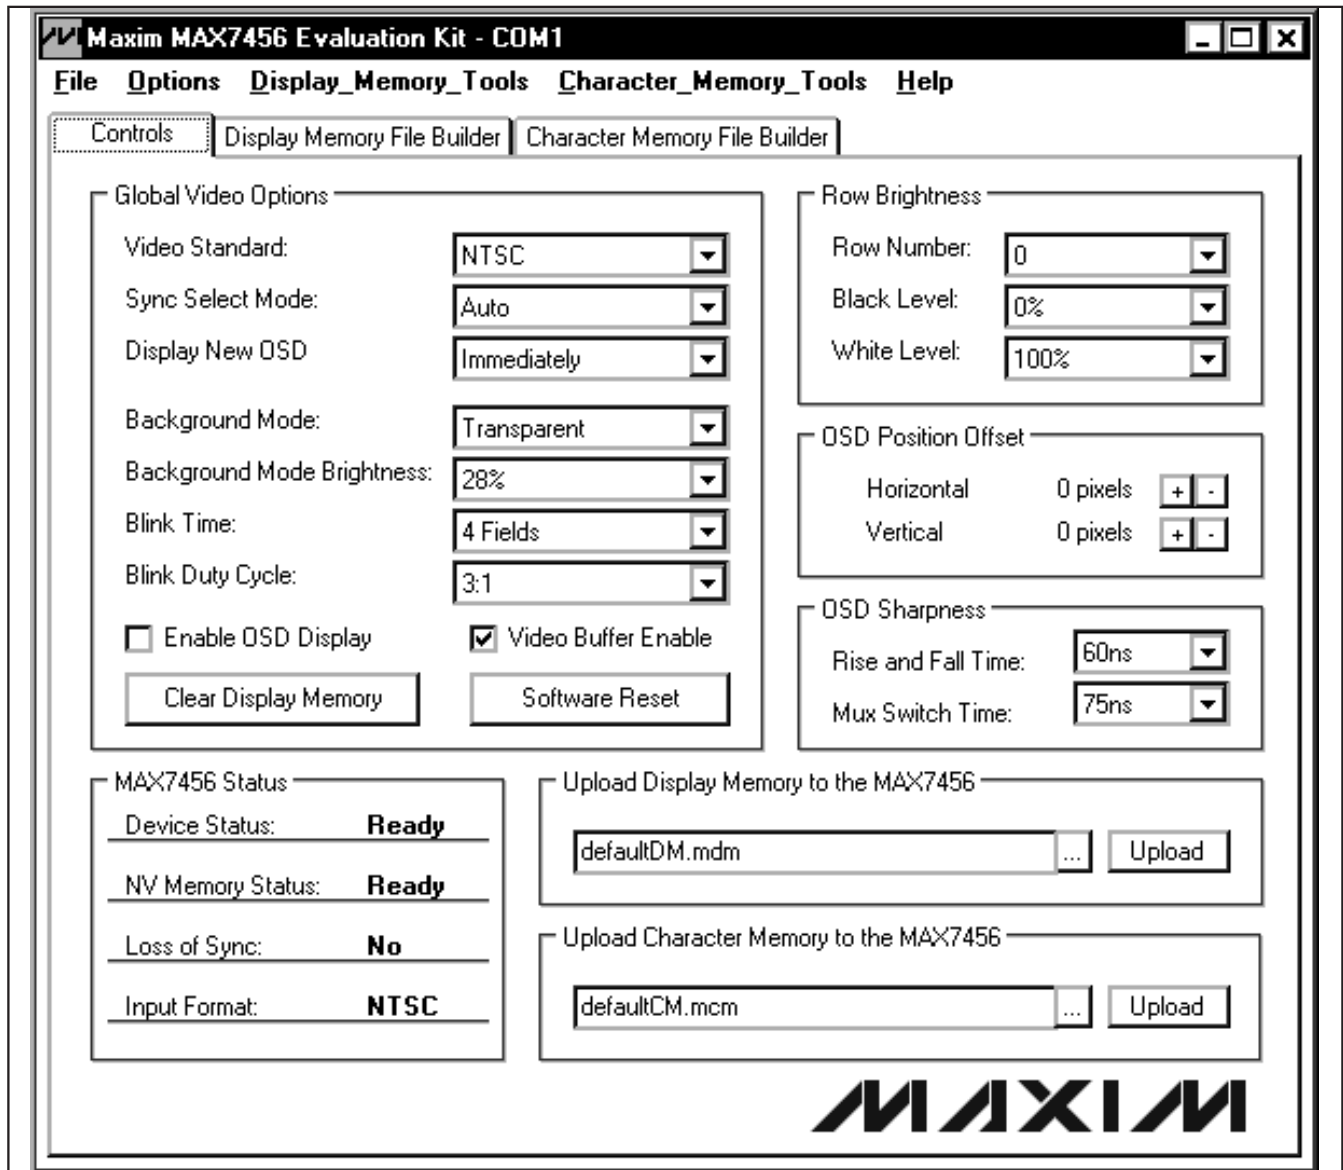 Maxim MAX7456 Evaluation Kit - COM1
File Options Display_Memory_Tools Character_Memory_Tools Help
Controls Display Memory File Builder Character Memory File Builder
Global Video Options
Video Standard: NTSC
Sync Select Mode: Auto
Display New OSD Immediately
Background Mode: Transparent
Background Mode Brightness: 28%
Blink Time: 4 Fields
Blink Duty Cycle: 3:1
Enable OSD Display Video Buffer Enable
Clear Display Memory Software Reset
Row Brightness
Row Number: 0
Black Level: 0%
White Level: 100%
OSD Position Offset
Horizontal 0 pixels + -
Vertical 0 pixels + -
OSD Sharpness
Rise and Fall Time: 60ns
Mux Switch Time: 75ns
MAX7456 Status
Device Status: Ready
NV Memory Status: Ready
Loss of Sync: No
Input Format: NTSC
Upload Display Memory to the MAX7456
defaultDM.mdm ... Upload
Upload Character Memory to the MAX7456
defaultCM.mcm ... Upload
MAXIM